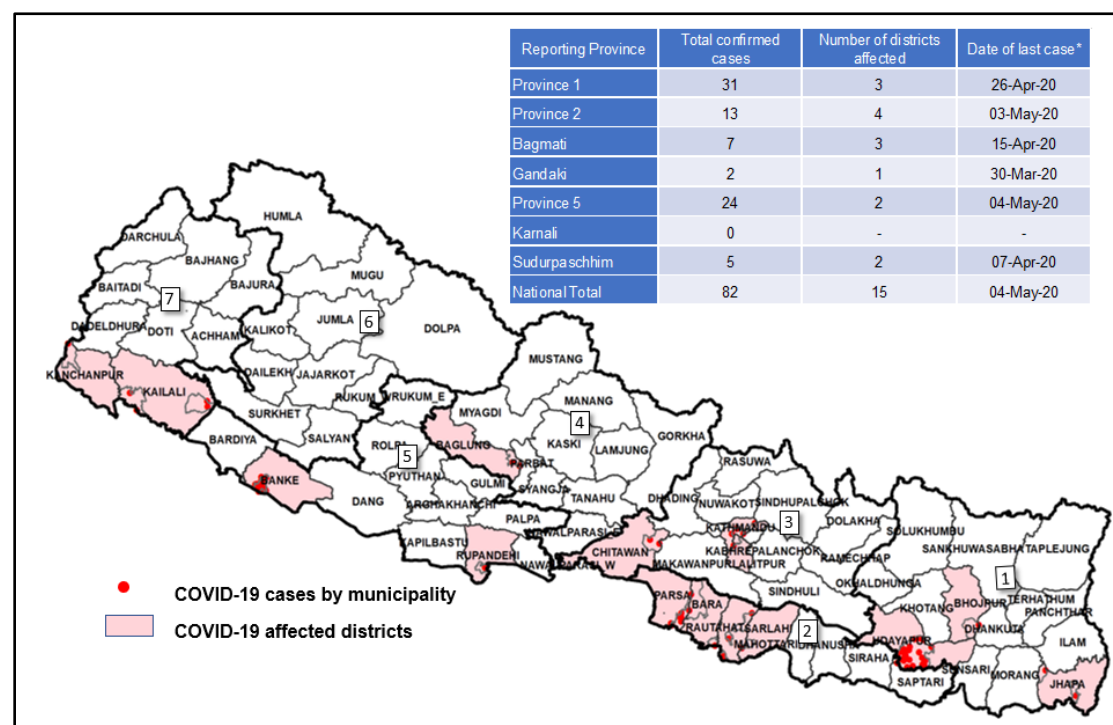 Reporting Province Total confirmed cases Number of districts affected Date of last case*
Province 1 31 3 26-Apr-20
Province 2 13 4 03-May-20
Bagmati 7 3 15-Apr-20
Gandaki 2 1 30-Mar-20
Province 5 24 2 04-May-20
Karnali 0 - -
Sudurpaschhim 5 2 07-Apr-20
National Total 82 15 04-May-20
HUMLA
DARCHULA
BAJHANG
MUGU
BAITADI
BAJURA
7
6
JUMLA
DOLPA
DADELDHURA
DOTI
ACHHAM
KALIKOT
MUSTANG
KANCHANPUR
KAILALI
DAILEKH
JAJARKOT
RUKUM
RUKUM_E
MANANG
SURKHET
MYAGDI
4
BARDIYA
SALYAN
ROLPA
BAGLUNG
KASKI
LAMJUNG
GORKHA
5
PARBAT
RASUWA
BANKE
PYUTHAN
GULMI
SYANGJA
TANAHU
DHADING
NUWAKOT
SINDHUPALCHOK
DANG
ARGHAKHANCHI
PALPA
KATHMANDU
3
DOLAKHA
SOLUKHUMBU
KAPILBASTU
RUPANDEHI
NAWALPARASI_W
CHITAWAN
KABHREPALANCHOK
RAMECHHAP
SANKHUWASABHA
TAPLEJUNG
MAKAWANPUR
LALITPUR
OKHALDHUNGA
1
SINDHULI
KHOTANG
BHOJPUR
TERHATHUM
PANCHTHAR
PARSA
BARA
RAUTAHAT
SARLAHI
MAHOTTARI
2
DHANUSHA
SIRAHA
UDAYAPUR
DHANKUTA
ILAM
SAPTARI
SUNSARI
MORANG
JHAPA
COVID-19 cases by municipality
COVID-19 affected districts